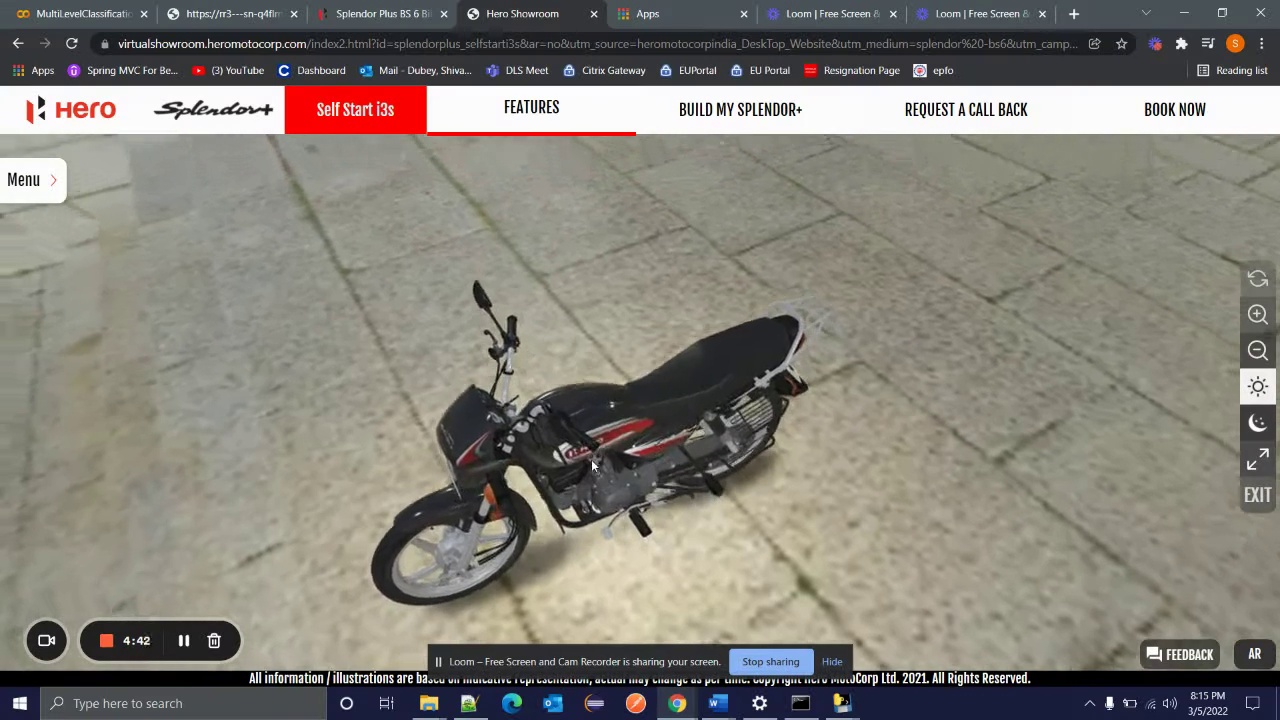 MultiLevelClassificati
https://rr3---sn-q4flrn
Splendor Plus BS 6 Bi
Hero Showroom
Apps
Loom | Free Screen &
Loom | Free Screen &
virtualshowroom.heromotocorp.com/index2.html?id=splendorplus_selfstarti3s&at=no&utm_source=heromotocorpindia_DeskTop_Website&utm_medium=splendor%20-bs6&utm_camp...
S
Apps
Spring MVC For Be...
(3) YouTube
Dashboard
Mail - Dubey, Shiva...
DLS Meet
Citrix Gateway
EUPortal
EU Portal
Resignation Page
epfo
Reading list
Hero
Splendor+
Self Start i3s
FEATURES
BUILD MY SPLENDOR+
REQUEST A CALL BACK
BOOK NOW
Menu
EXIT
4:42
Loom – Free Screen and Cam Recorder is sharing your screen.
Stop sharing
Hide
FEEDBACK
AR
All information / illustrations are based on indicative representation, actual may change as per time. Copyright Hero MotoCorp Ltd. 2021. All Rights Reserved.
Type here to search
8:15 PM
3/5/2022